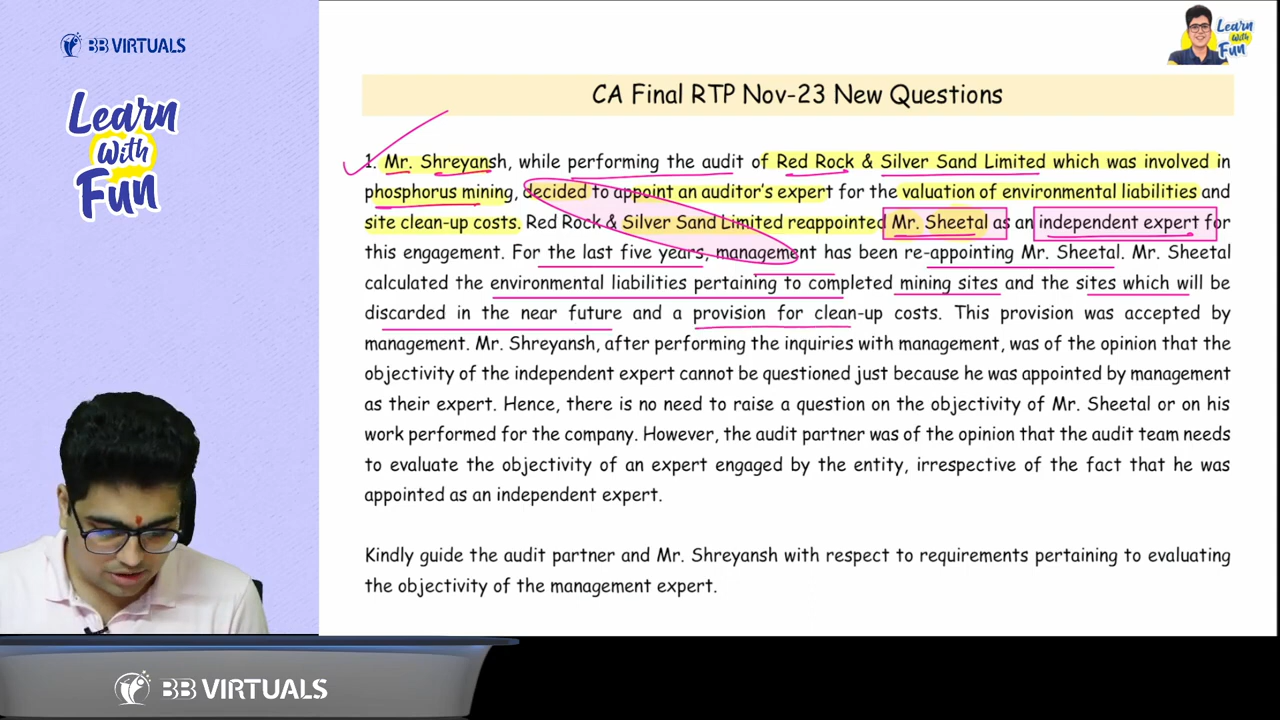 BB VIRTUALS
Learn
With
Fun
Learn
With
Fun
CA Final RTP Nov-23 New Questions
1. Mr. Shreyansh, while performing the audit of Red Rock & Silver Sand Limited which was involved in
phosphorus mining, decided to appoint an auditor's expert for the valuation of environmental liabilities and
site clean-up costs. Red Rock & Silver Sand Limited reappointed Mr. Sheetal as an independent expert for
this engagement. For the last five years, management has been re-appointing Mr. Sheetal. Mr. Sheetal
calculated the environmental liabilities pertaining to completed mining sites and the sites which will be
discarded in the near future and a provision for clean-up costs. This provision was accepted by
management. Mr. Shreyansh, after performing the inquiries with management, was of the opinion that the
objectivity of the independent expert cannot be questioned just because he was appointed by management
as their expert. Hence, there is no need to raise a question on the objectivity of Mr. Sheetal or on his
work performed for the company. However, the audit partner was of the opinion that the audit team needs
to evaluate the objectivity of an expert engaged by the entity, irrespective of the fact that he was
appointed as an independent expert.
Kindly guide the audit partner and Mr. Shreyansh with respect to requirements pertaining to evaluating
the objectivity of the management expert.
BB VIRTUALS